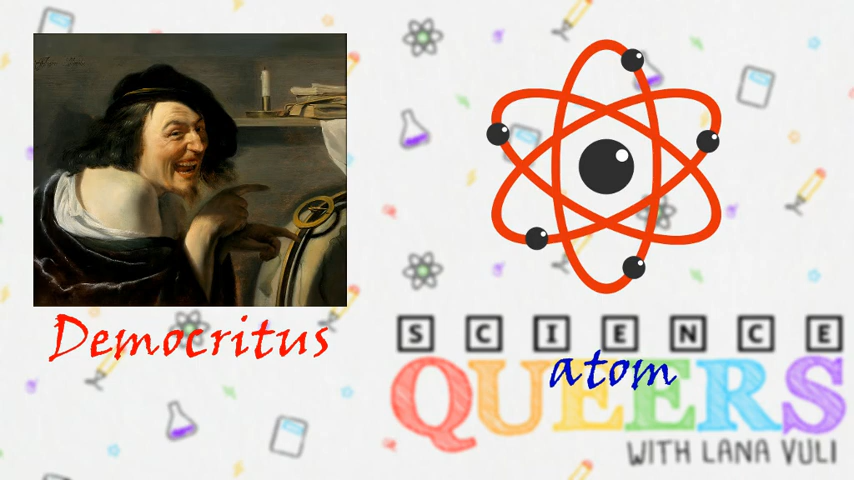 Democritus
SCIENCE
QUEERS
atom
WITH LANA VULI